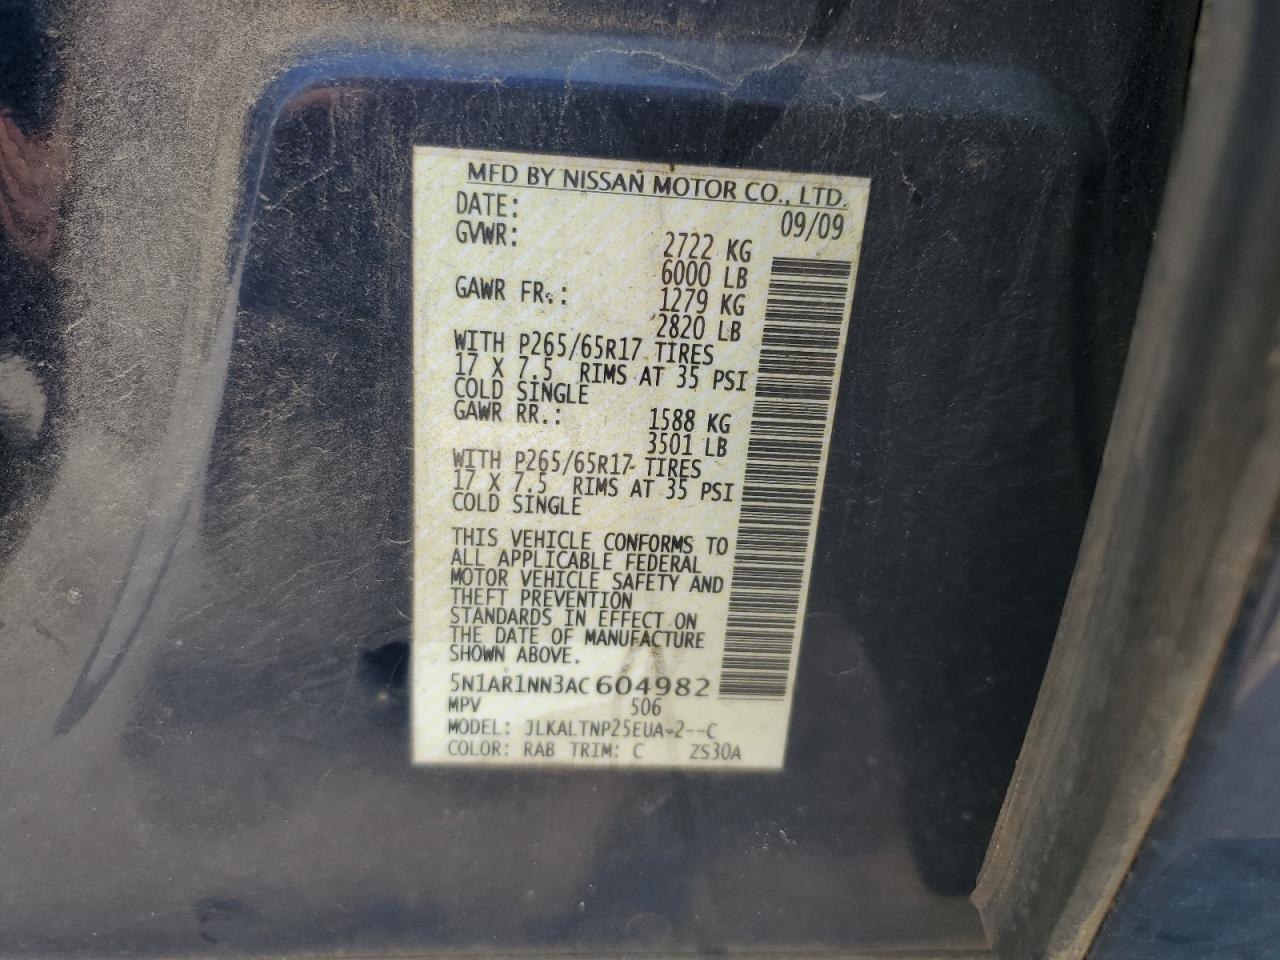 MFD BY NISSAN MOTOR CO., LTD.
DATE: 09/09
GVWR: 2722 KG
6000 LB
GAWR FR.: 1279 KG
2820 LB
WITH P265/65R17 TIRES
17 X 7.5 RIMS AT 35 PSI
COLD SINGLE
GAWR RR.: 1588 KG
3501 LB
WITH P265/65R17 TIRES
17 X 7.5 RIMS AT 35 PSI
COLD SINGLE
THIS VEHICLE CONFORMS TO
ALL APPLICABLE FEDERAL
MOTOR VEHICLE SAFETY AND
THEFT PREVENTION
STANDARDS IN EFFECT ON
THE DATE OF MANUFACTURE
SHOWN ABOVE.
5N1AR1NN3AC604982
MPV 506
MODEL: JLKALTNP25EUA-2--C
COLOR: RAB TRIM: C ZS30A